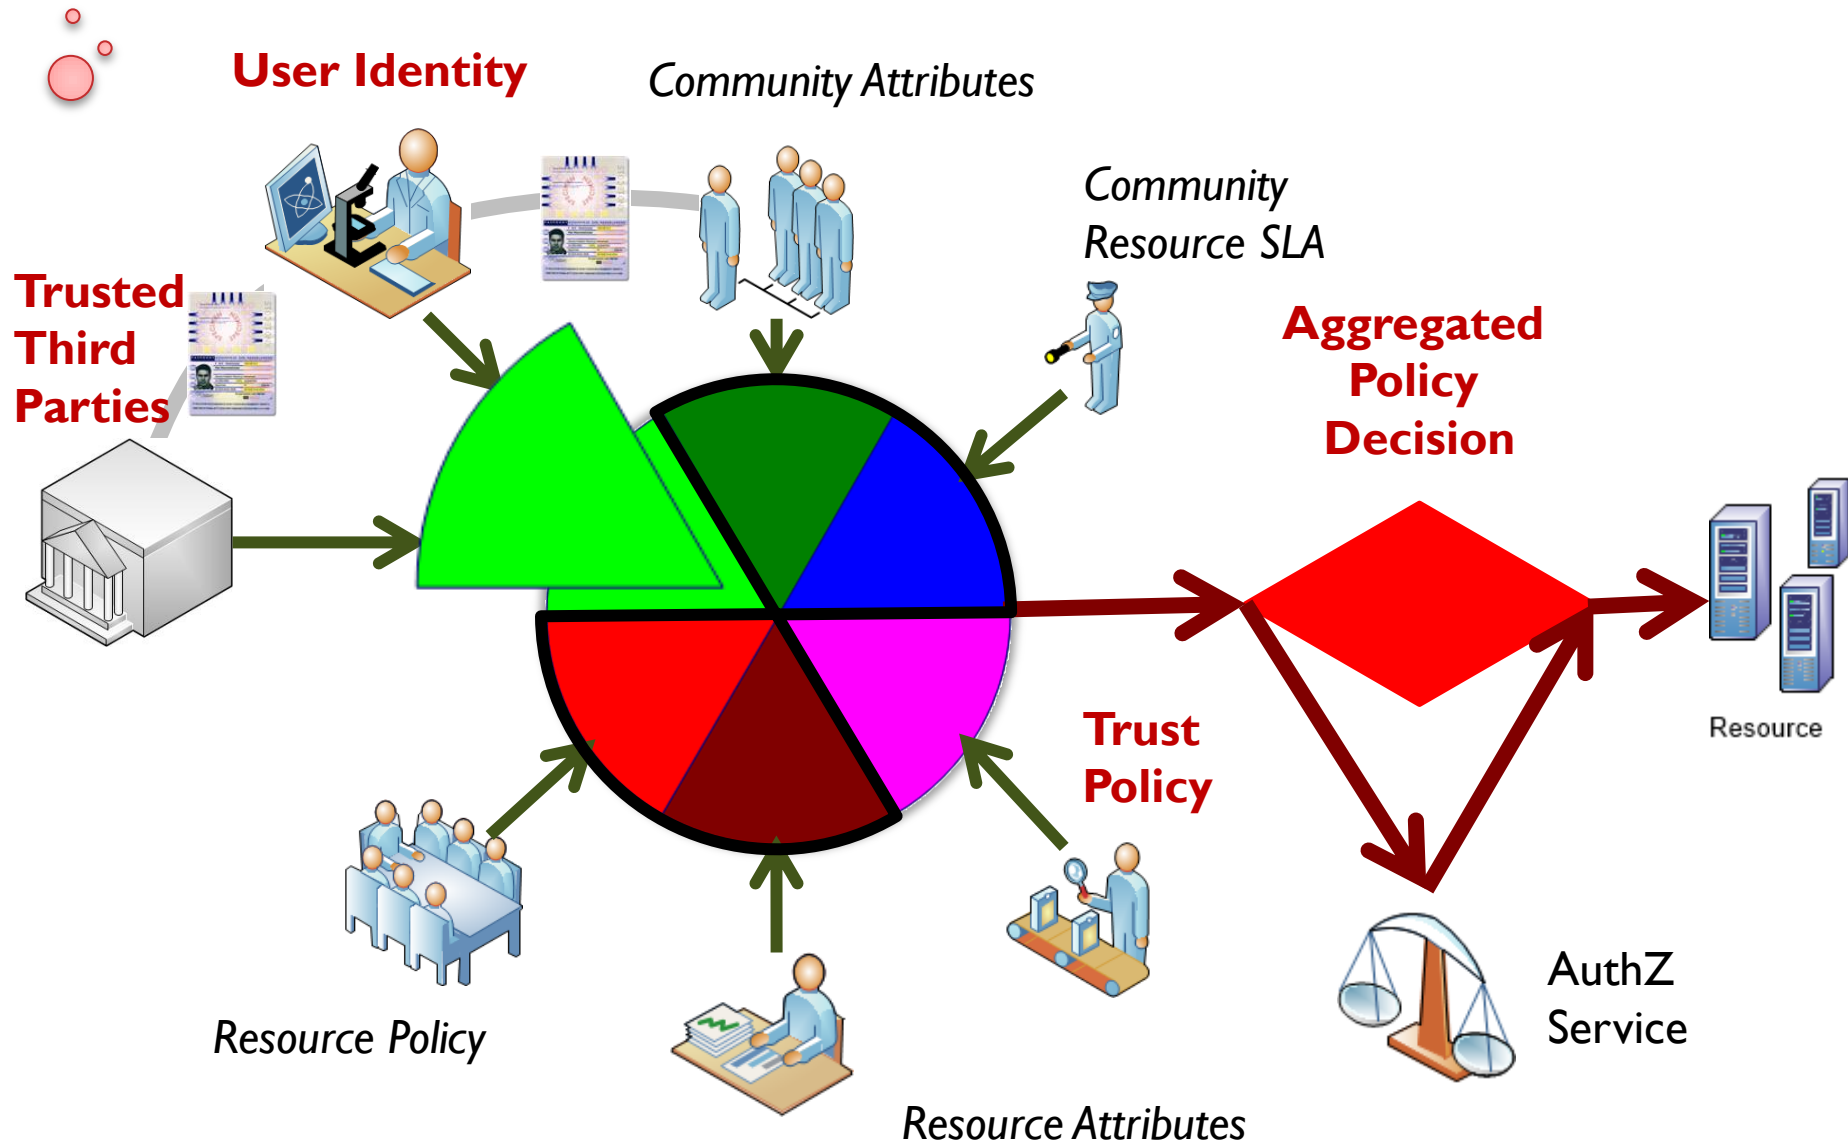 User Identity
Community Attributes
Community
Resource SLA
Trusted
Third
Parties
Aggregated
Policy
Decision
Resource
Trust
Policy
Resource Policy
AuthZ
Service
Resource Attributes